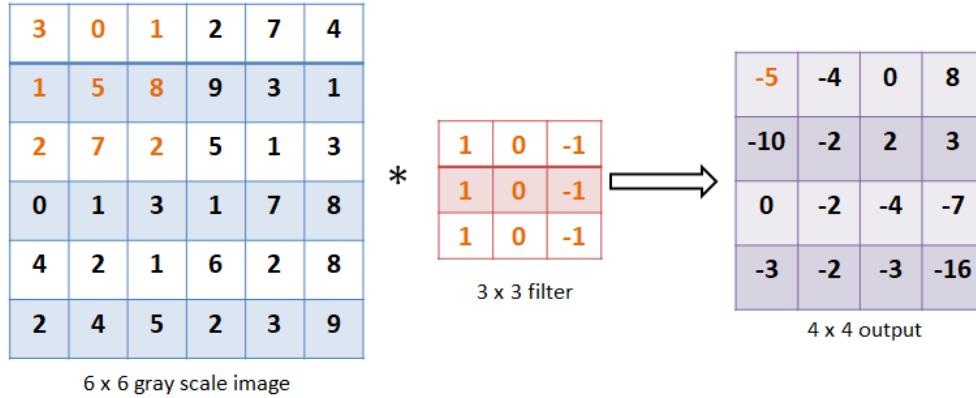 3 0 1 2 7 4
1 5 8 9 3 1
2 7 2 5 1 3
0 1 3 1 7 8
4 2 1 6 2 8
2 4 5 2 3 9
6 x 6 gray scale image
*
1 0 -1
1 0 -1
1 0 -1
3 x 3 filter
-5 -4 0 8
-10 -2 2 3
0 -2 -4 -7
-3 -2 -3 -16
4 x 4 output